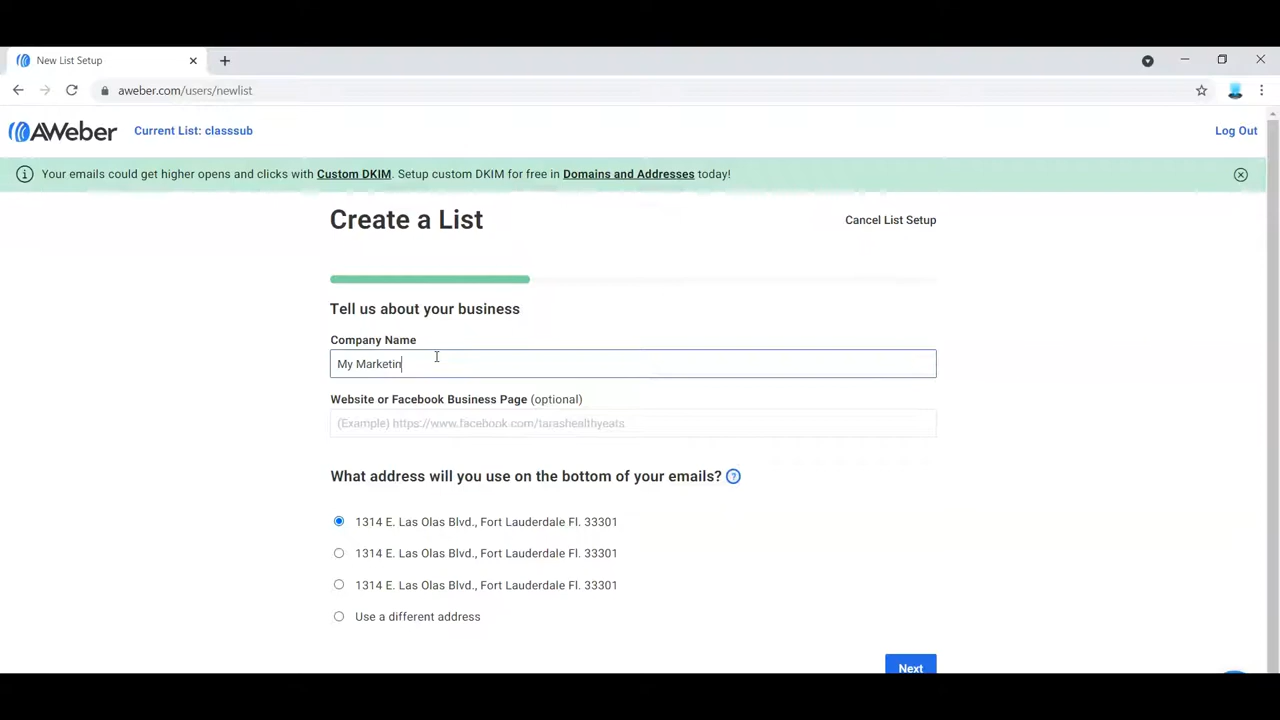 New List Setup
aweber.com/users/newlist
AWeber
Current List: classsub
Log Out
Your emails could get higher opens and clicks with Custom DKIM. Setup custom DKIM for free in Domains and Addresses today!
Create a List
Cancel List Setup
Tell us about your business
Company Name
My Marketin
Website or Facebook Business Page (optional)
(Example) https://www.facebook.com/tarashealthyeats
What address will you use on the bottom of your emails? ?
1314 E. Las Olas Blvd., Fort Lauderdale Fl. 33301
1314 E. Las Olas Blvd., Fort Lauderdale Fl. 33301
1314 E. Las Olas Blvd., Fort Lauderdale Fl. 33301
Use a different address
Next